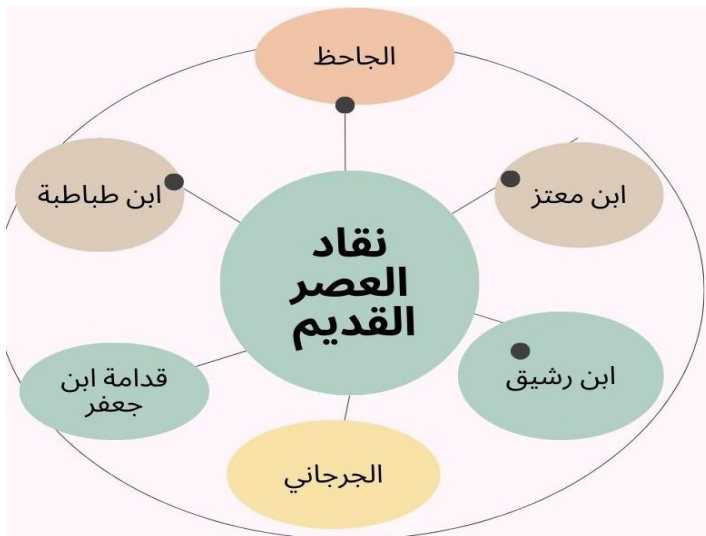 الجاحظ
ابن معتز
ابن طباطبة
نقاد
العصر
القديم
ابن رشيق
قدامة ابن
جعفر
الجرجاني